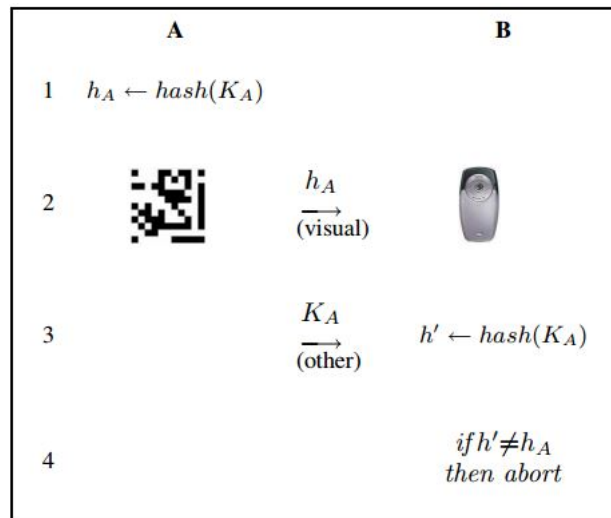 A B
1 h_A ← hash(K_A)
2 h_A → (visual)
3 K_A → (other) h′ ← hash(K_A)
4 if h′≠h_A
then abort